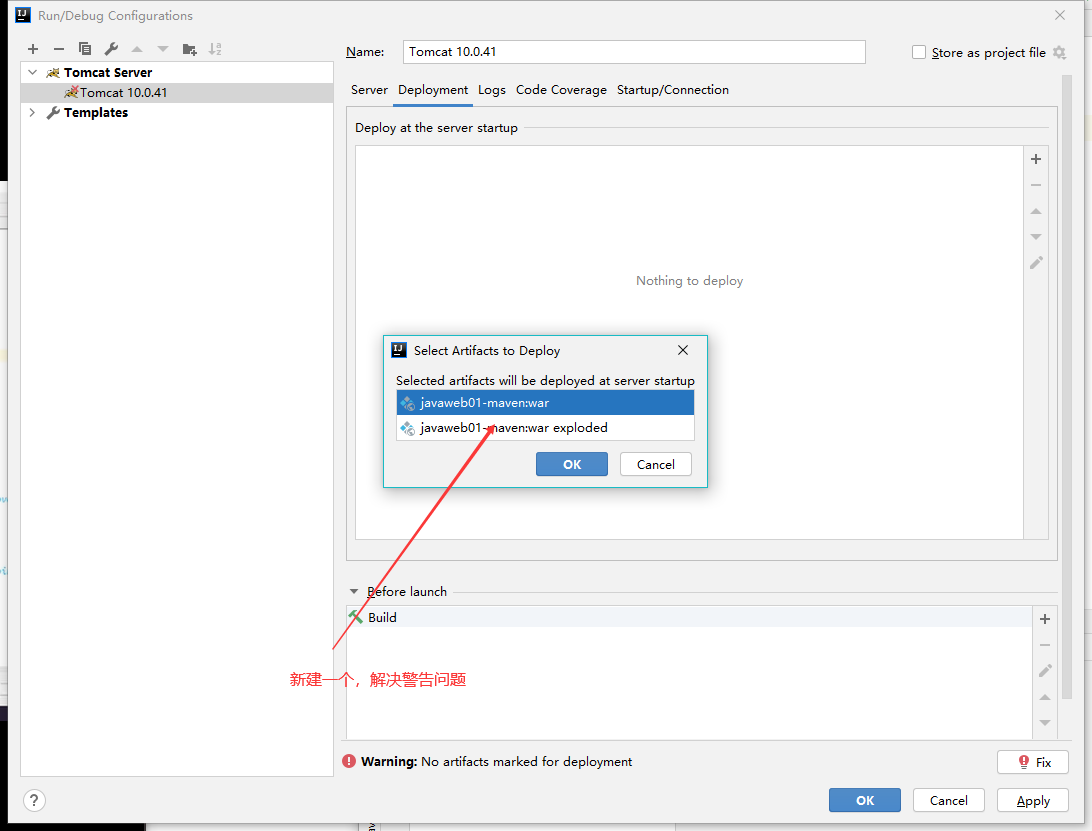 Run/Debug Configurations
Name:
Tomcat 10.0.41
Store as project file
Tomcat Server
Tomcat 10.0.41
Templates
Server
Deployment
Logs
Code Coverage
Startup/Connection
Deploy at the server startup
Nothing to deploy
Select Artifacts to Deploy
Selected artifacts will be deployed at server startup
javaweb01-maven:war
javaweb01-maven:war exploded
OK
Cancel
Before launch
Build
新建一个，解决警告问题
Warning: No artifacts marked for deployment
Fix
?
OK
Cancel
Apply